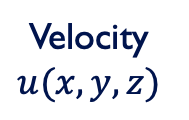 Velocity
u(x, y, z)